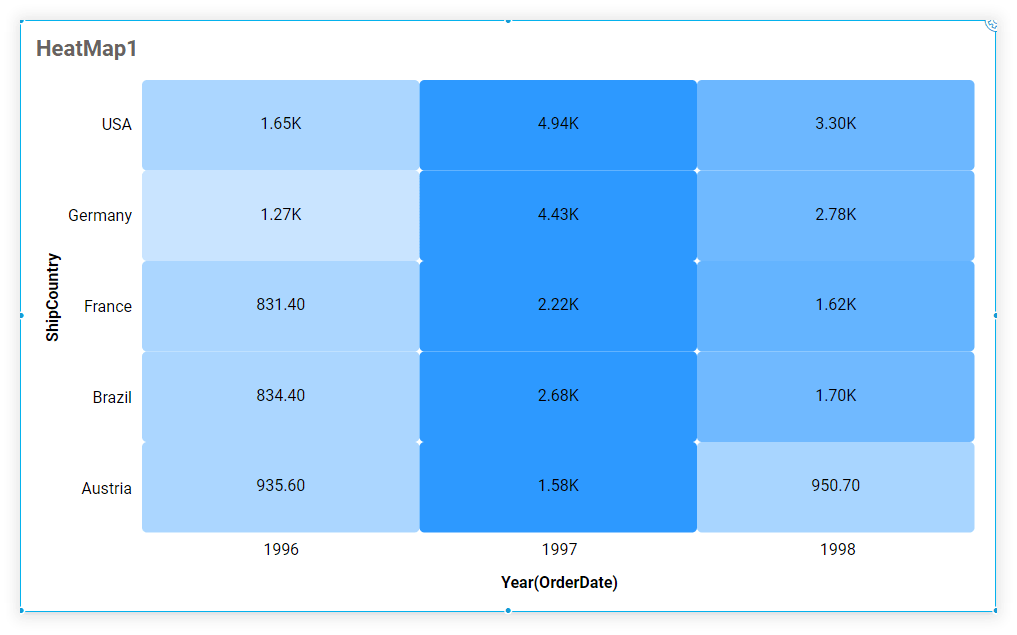 HeatMap1
ShipCountry
USA 1.65K 4.94K 3.30K
Germany 1.27K 4.43K 2.78K
France 831.40 2.22K 1.62K
Brazil 834.40 2.68K 1.70K
Austria 935.60 1.58K 950.70
1996 1997 1998
Year(OrderDate)